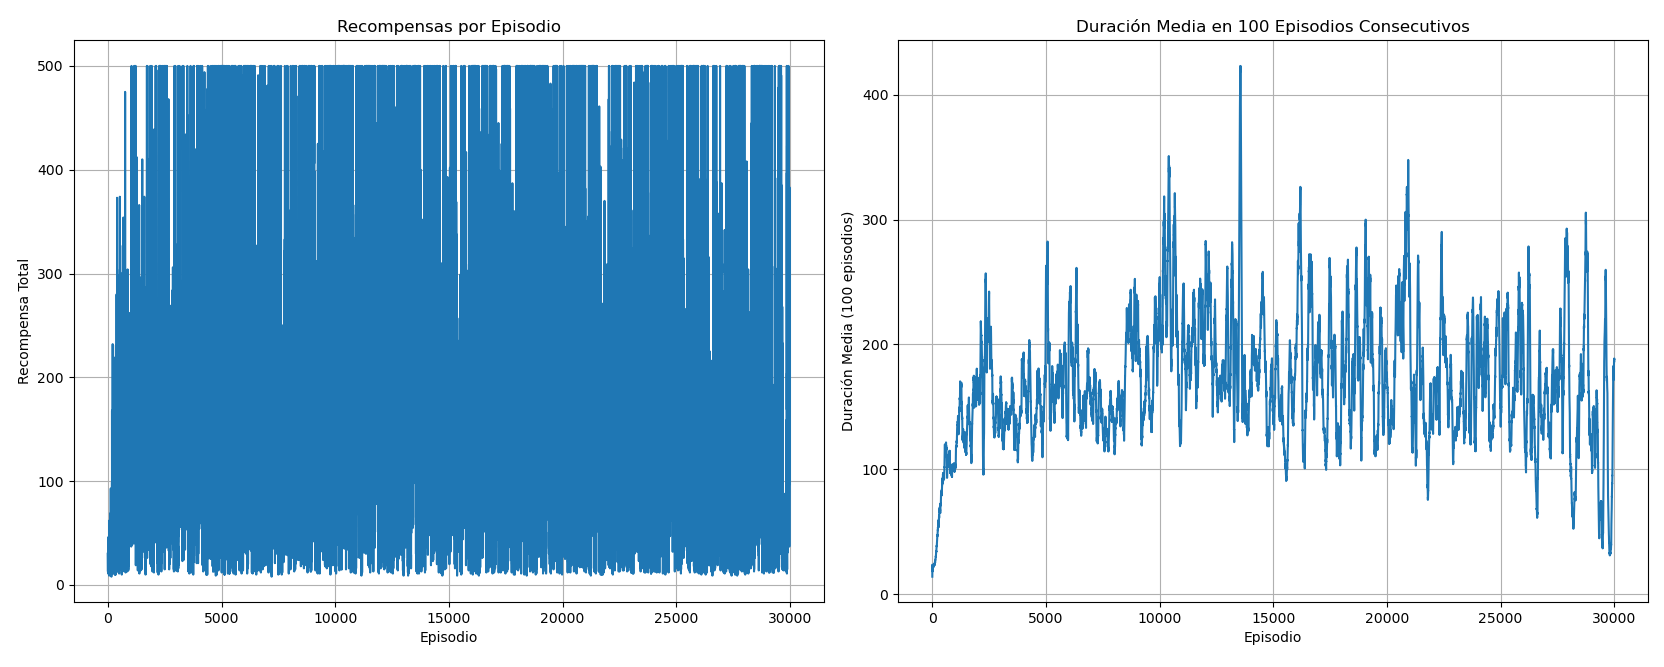 Recompensas por Episodio
Recompensa Total
500
400
300
200
100
0
0 5000 10000 15000 20000 25000 30000
Episodio
Duración Media en 100 Episodios Consecutivos
Duración Media (100 episodios)
400
300
200
100
0
0 5000 10000 15000 20000 25000 30000
Episodio